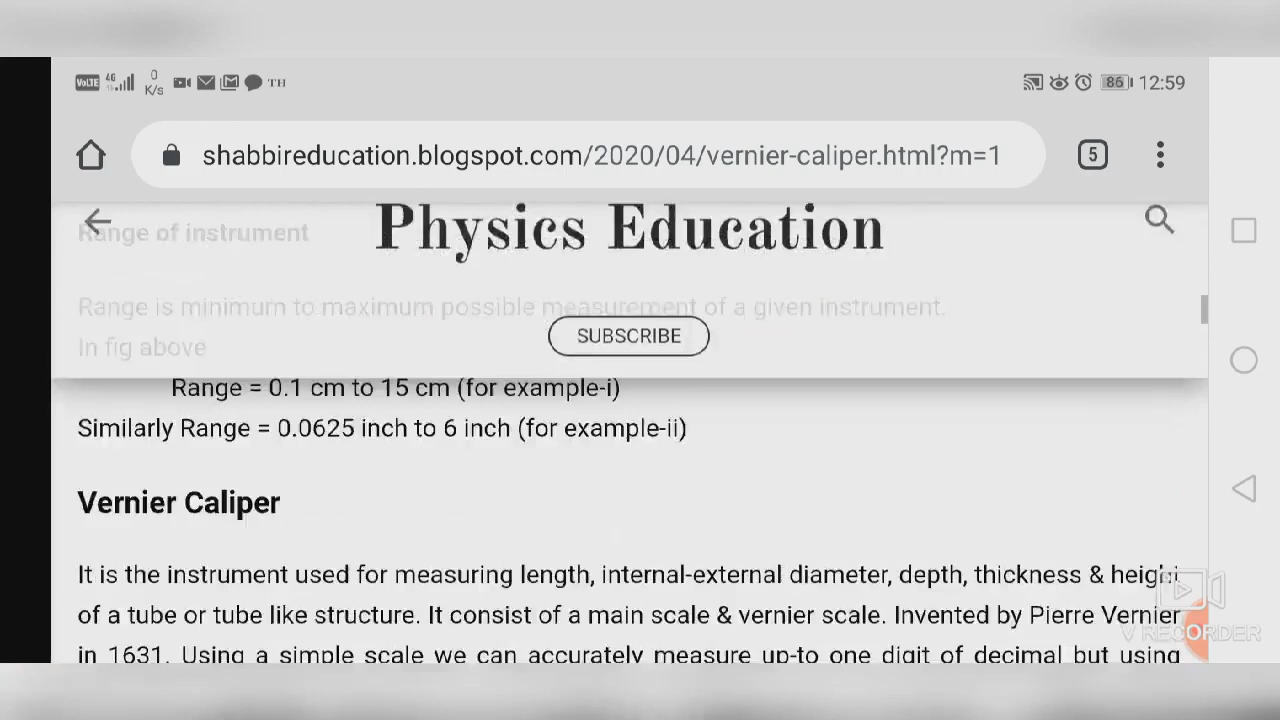 VoLTE 4G 0 K/s TH 86 12:59
shabbireducation.blogspot.com/2020/04/vernier-caliper.html?m=1 5
Physics Education
Range of instrument
Range is minimum to maximum possible measurement of a given instrument.
SUBSCRIBE
In fig above
Range = 0.1 cm to 15 cm (for example-i)
Similarly Range = 0.0625 inch to 6 inch (for example-ii)
Vernier Caliper
It is the instrument used for measuring length, internal-external diameter, depth, thickness & height
of a tube or tube like structure. It consist of a main scale & vernier scale. Invented by Pierre Vernier
V RECORDER
in 1631. Using a simple scale we can accurately measure up-to one digit of decimal but using